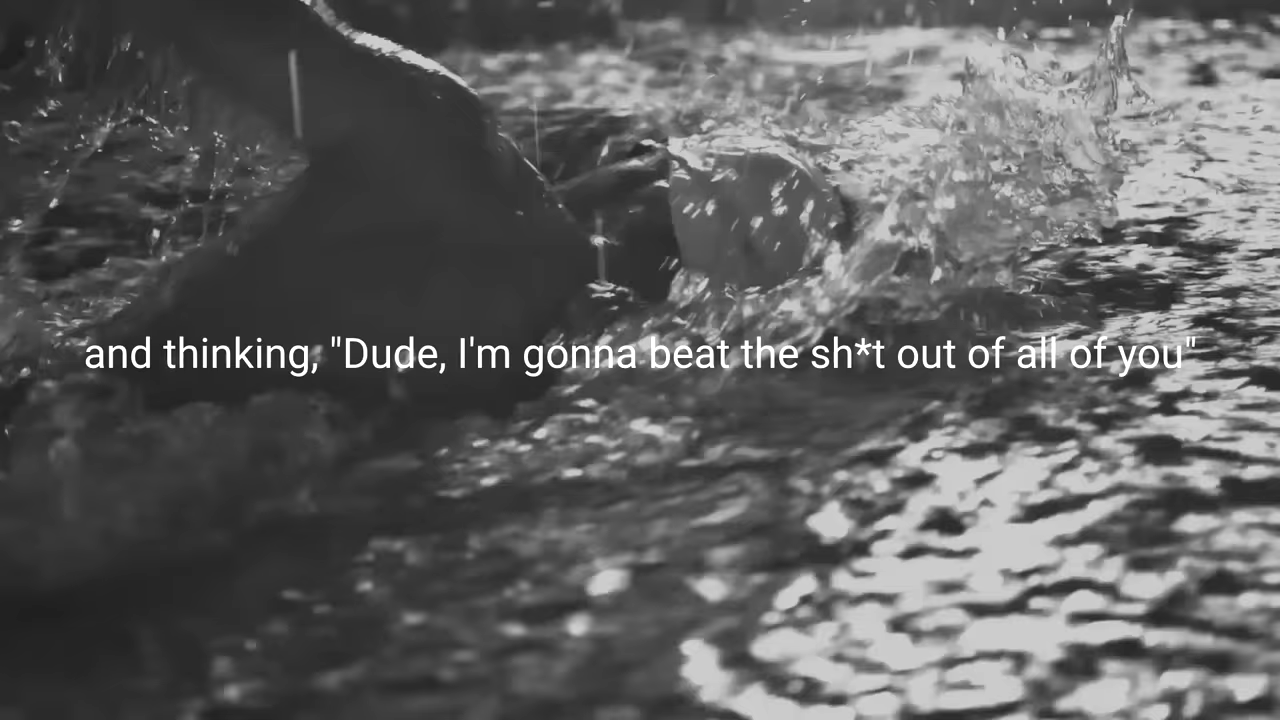 and thinking, "Dude, I'm gonna beat the sh*t out of all of you"